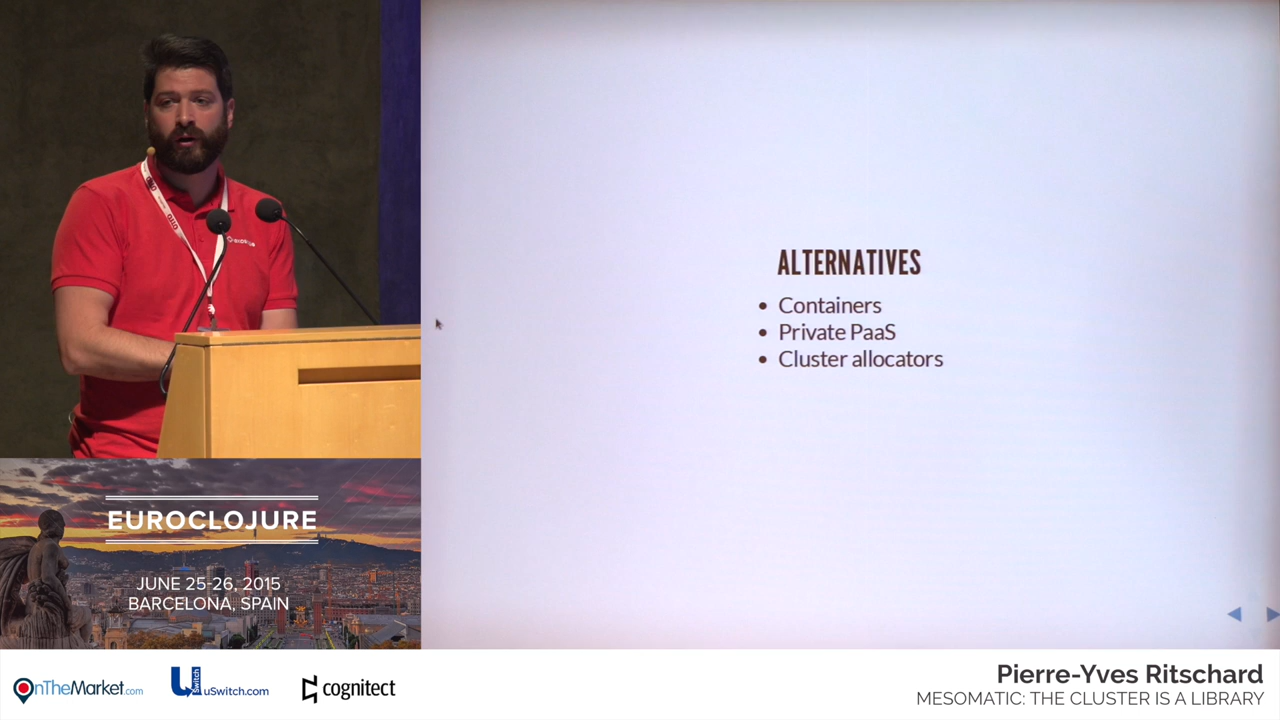 ALTERNATIVES
• Containers
• Private PaaS
• Cluster allocators
EUROCLOJURE
JUNE 25-26, 2015
BARCELONA, SPAIN
OnTheMarket.com
uSwitch
uSwitch.com
cognitect
Pierre-Yves Ritschard
MESOMATIC: THE CLUSTER IS A LIBRARY